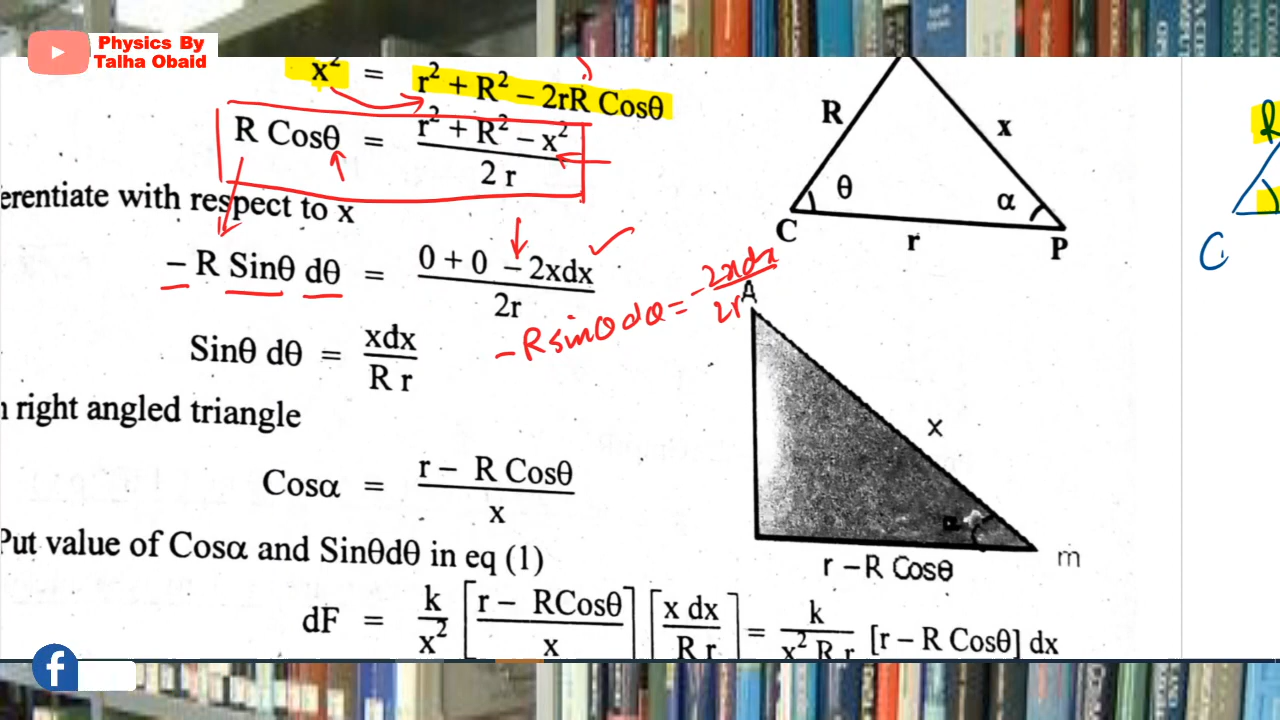 Physics By
Talha Obaid
x² = r² + R² − 2rR Cosθ
R Cosθ = r² + R² − x² / 2 r
erentiate with respect to x
− R Sinθ dθ = 0 + 0 − 2xdx / 2r
− R sinθ dθ = − 2xdx / 2r
Sinθ dθ = xdx / R r
right angled triangle
Cosα = r − R Cosθ / x
Put value of Cosα and Sinθdθ in eq (1)
dF = k / x² [r − RCosθ / x] [x dx / R r] = k / x² R r [r − R Cosθ] dx
R
x
θ
α
C
r
P
A
x
α
r − R Cosθ
m
R
C
f